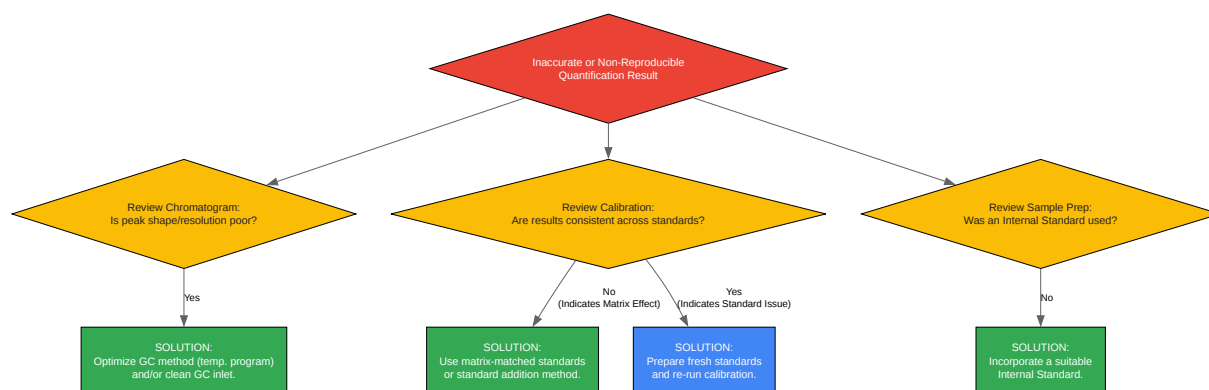 Inaccurate or Non-Reproducible
Quantification Result
Review Chromatogram:
Is peak shape/resolution poor?
Review Calibration:
Are results consistent across standards?
Review Sample Prep:
Was an Internal Standard used?
Yes
No
(Indicates Matrix Effect)
Yes
(Indicates Standard Issue)
No
SOLUTION:
Optimize GC method (temp. program)
and/or clean GC inlet.
SOLUTION:
Use matrix-matched standards
or standard addition method.
SOLUTION:
Prepare fresh standards
and re-run calibration.
SOLUTION:
Incorporate a suitable
Internal Standard.